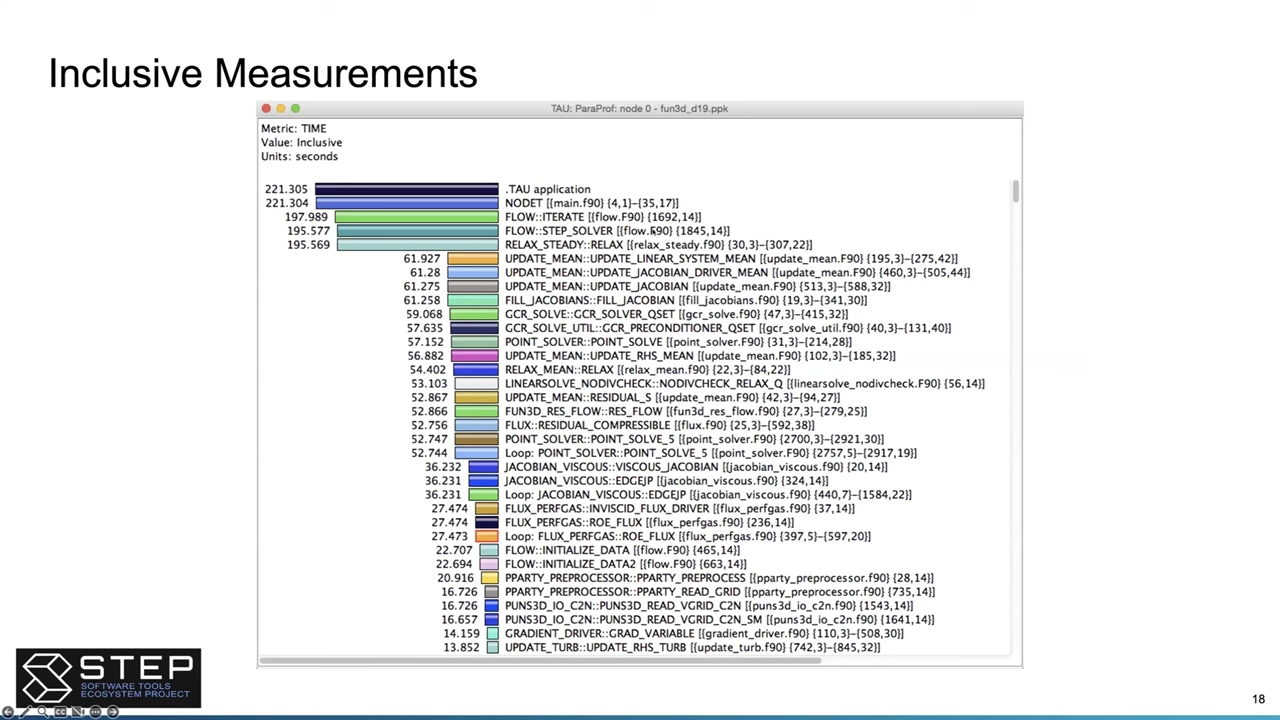 Inclusive Measurements
TAU: ParaProf: node 0 - fun3d_d19.ppk
Metric: TIME
Value: Inclusive
Units: seconds
221.305 .TAU application
221.304 NODET [{main.f90} {4,1}-{35,17}]
197.989 FLOW::ITERATE [{flow.F90} {1692,14}]
195.577 FLOW::STEP_SOLVER [{flow.F90} {1845,14}]
195.569 RELAX_STEADY::RELAX [{relax_steady.f90} {30,3}-{307,22}]
61.927 UPDATE_MEAN::UPDATE_LINEAR_SYSTEM_MEAN [{update_mean.F90} {195,3}-{275,42}]
61.28 UPDATE_MEAN::UPDATE_JACOBIAN_DRIVER_MEAN [{update_mean.F90} {460,3}-{505,44}]
61.275 UPDATE_MEAN::UPDATE_JACOBIAN [{update_mean.F90} {513,3}-{588,32}]
61.258 FILL_JACOBIANS::FILL_JACOBIAN [{fill_jacobians.f90} {19,3}-{341,30}]
59.068 GCR_SOLVE::GCR_SOLVER_QSET [{gcr_solve.f90} {47,3}-{415,32}]
57.635 GCR_SOLVE_UTIL::GCR_PRECONDITIONER_QSET [{gcr_solve_util.f90} {40,3}-{131,40}]
57.152 POINT_SOLVER::POINT_SOLVE [{point_solver.F90} {31,3}-{214,28}]
56.882 UPDATE_MEAN::UPDATE_RHS_MEAN [{update_mean.F90} {102,3}-{185,32}]
54.402 RELAX_MEAN::RELAX [{relax_mean.f90} {22,3}-{84,22}]
53.103 LINEARSOLVE_NODIVCHECK::NODIVCHECK_RELAX_Q [{linearsolve_nodivcheck.F90} {56,14}
52.867 UPDATE_MEAN::RESIDUAL_S [{update_mean.F90} {42,3}-{94,27}]
52.866 FUN3D_RES_FLOW::RES_FLOW [{fun3d_res_flow.f90} {27,3}-{279,25}]
52.756 FLUX::RESIDUAL_COMPRESSIBLE [{flux.F90} {25,3}-{592,38}]
52.747 POINT_SOLVER::POINT_SOLVE_5 [{point_solver.F90} {2700,3}-{2921,30}]
52.744 Loop: POINT_SOLVER::POINT_SOLVE_5 [{point_solver.F90} {2757,5}-{2917,19}]
36.232 JACOBIAN_VISCOUS::VISCOUS_JACOBIAN [{jacobian_viscous.f90} {20,14}]
36.231 JACOBIAN_VISCOUS::EDGEJP [{jacobian_viscous.f90} {324,14}]
36.231 Loop: JACOBIAN_VISCOUS::EDGEJP [{jacobian_viscous.f90} {440,7}-{1584,22}]
27.474 FLUX_PERFGAS::INVISCID_FLUX_DRIVER [{flux_perfgas.f90} {37,14}]
27.474 FLUX_PERFGAS::ROE_FLUX [{flux_perfgas.f90} {236,14}]
27.473 Loop: FLUX_PERFGAS::ROE_FLUX [{flux_perfgas.f90} {397,5}-{597,20}]
22.707 FLOW::INITIALIZE_DATA [{flow.F90} {465,14}]
22.694 FLOW::INITIALIZE_DATA2 [{flow.F90} {663,14}]
20.916 PPARTY_PREPROCESSOR::PPARTY_PREPROCESS [{pparty_preprocessor.f90} {28,14}]
16.726 PPARTY_PREPROCESSOR::PPARTY_READ_GRID [{pparty_preprocessor.f90} {735,14}]
16.726 PUNS3D_IO_C2N::PUNS3D_READ_VGRID_C2N [{puns3d_io_c2n.f90} {1543,14}]
16.657 PUNS3D_IO_C2N::PUNS3D_READ_VGRID_C2N_SM [{puns3d_io_c2n.f90} {1641,14}]
14.159 GRADIENT_DRIVER::GRAD_VARIABLE [{gradient_driver.f90} {110,3}-{508,30}]
13.852 UPDATE_TURB::UPDATE_RHS_TURB [{update_turb.f90} {742,3}-{845,32}]
STEP
SOFTWARE TOOLS
ECOSYSTEM PROJECT
18